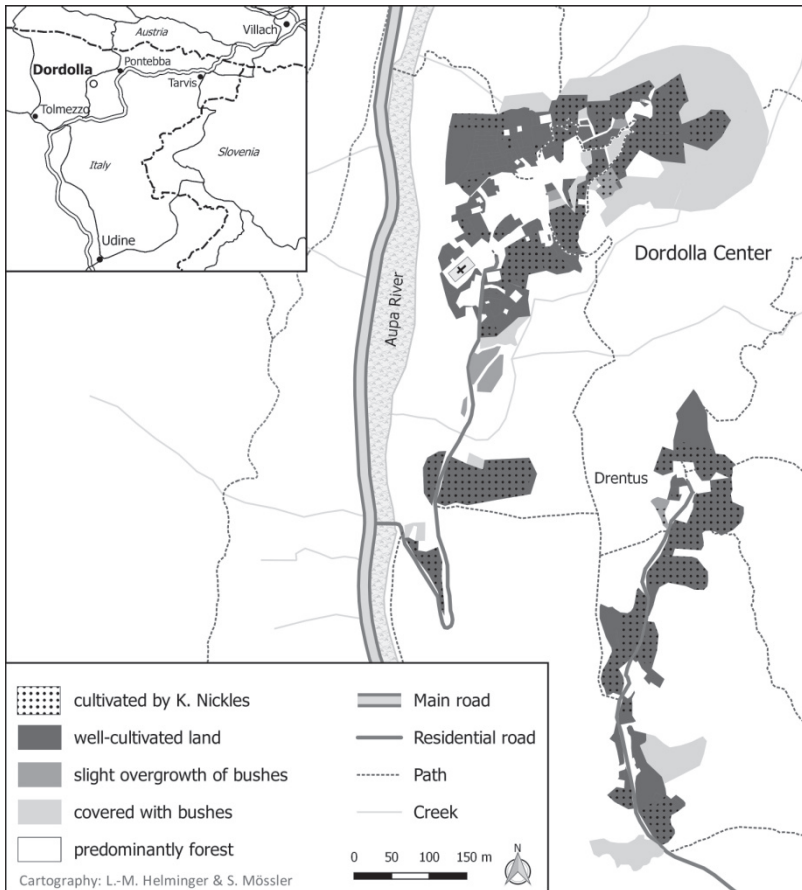 Villach
Austria
Dordolla
Pontebba
Tarvis
Tolmezzo
Italy
Slovenia
Udine
Aupa River
Dordolla Center
Drentus
cultivated by K. Nickles
well-cultivated land
slight overgrowth of bushes
covered with bushes
predominantly forest
Main road
Residential road
Path
Creek
N
0 50 100 150 m
Cartography: L.-M. Helminger & S. Mössler